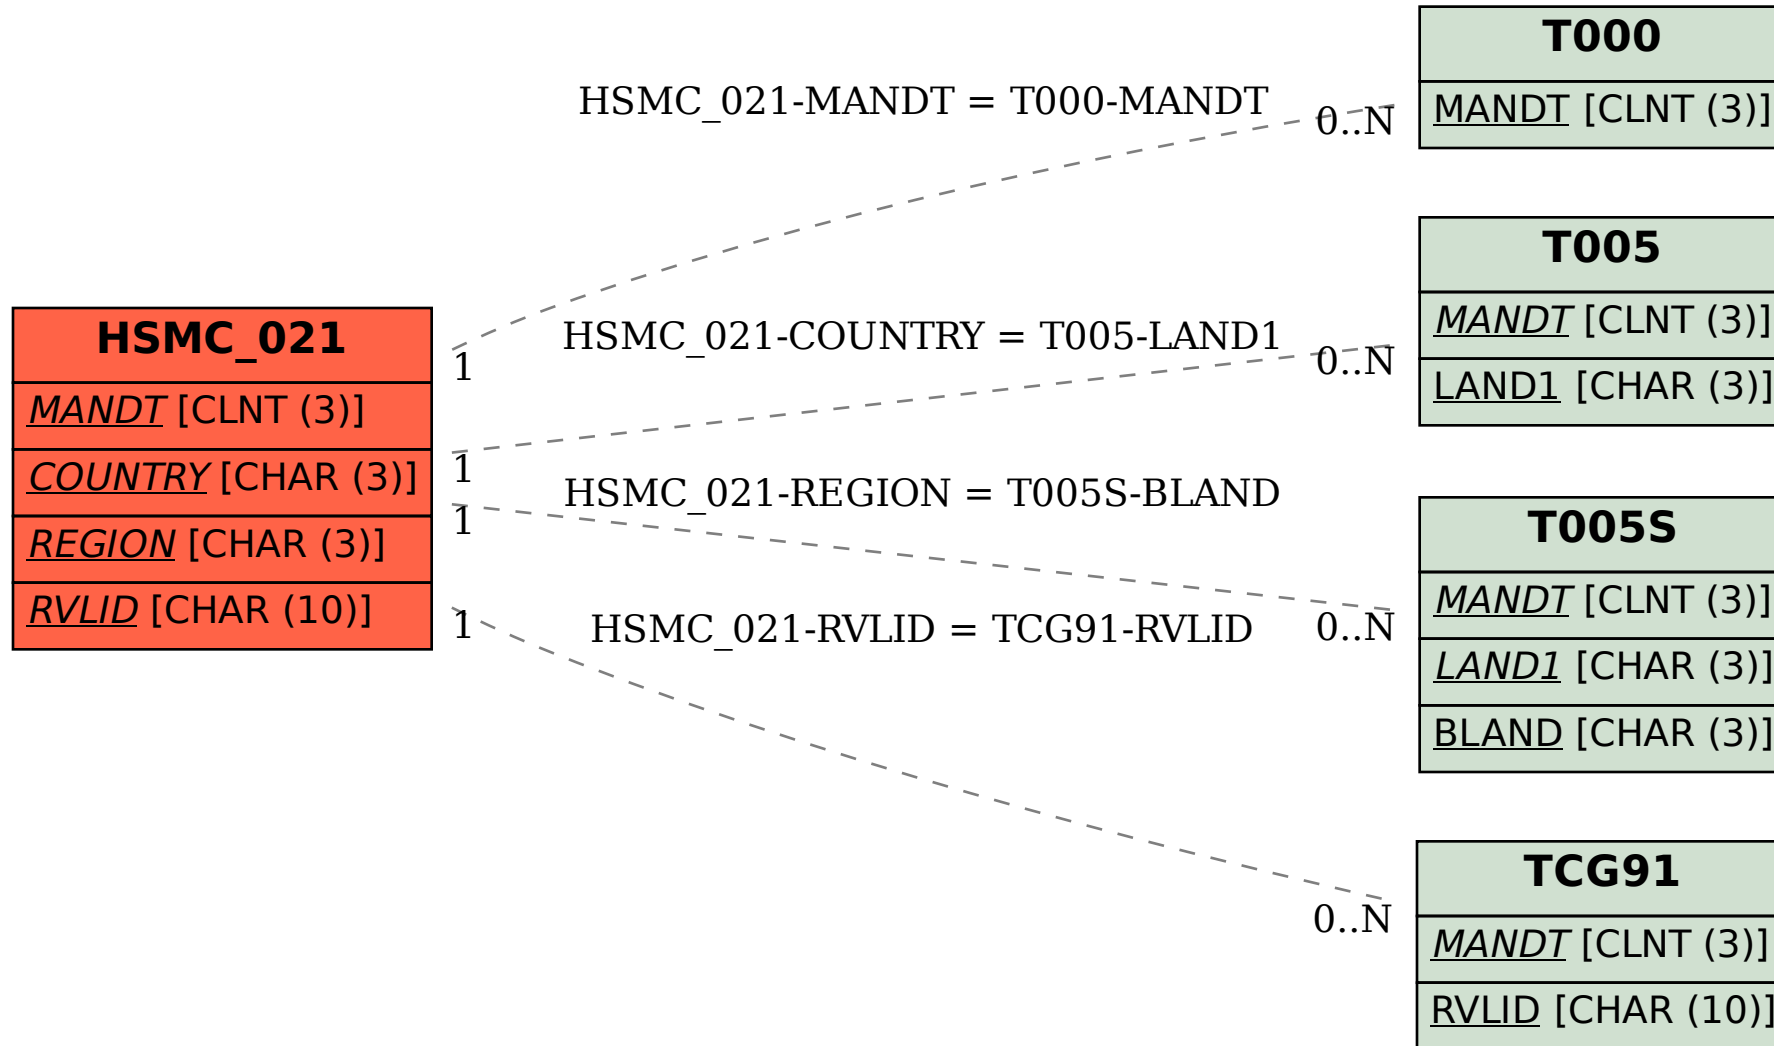 HSMC_021
MANDT [CLNT (3)]
COUNTRY [CHAR (3)]
REGION [CHAR (3)]
RVLID [CHAR (10)]
HSMC_021-MANDT = T000-MANDT
1
0..N
HSMC_021-COUNTRY = T005-LAND1
1
0..N
HSMC_021-REGION = T005S-BLAND
1
0..N
HSMC_021-RVLID = TCG91-RVLID
1
0..N
T000
MANDT [CLNT (3)]
T005
MANDT [CLNT (3)]
LAND1 [CHAR (3)]
T005S
MANDT [CLNT (3)]
LAND1 [CHAR (3)]
BLAND [CHAR (3)]
TCG91
MANDT [CLNT (3)]
RVLID [CHAR (10)]